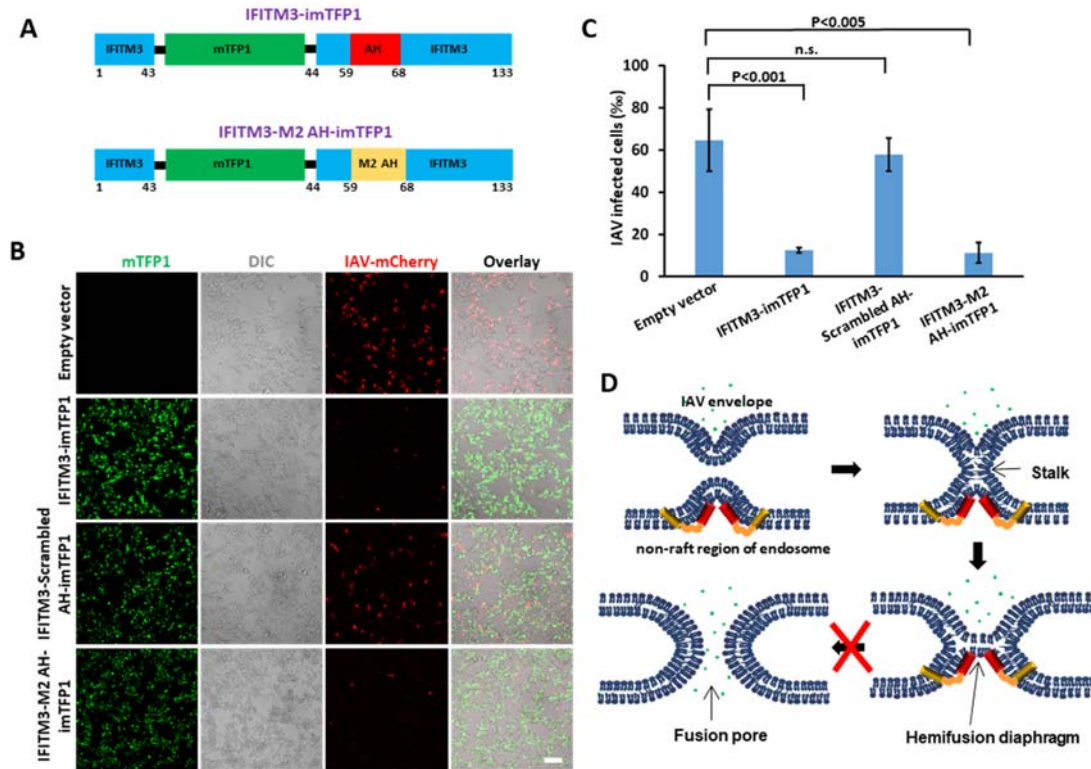 A
IFITM3-imTFP1
IFITM3 mTFP1 AH IFITM3
1 43 44 59 68 133
IFITM3-M2 AH-imTFP1
IFITM3 mTFP1 M2 AH IFITM3
1 43 44 59 68 133
B
mTFP1 DIC IAV-mCherry Overlay
Empty vector
IFITM3-imTFP1
IFITM3-Scrambled
AH-imTFP1
IFITM3-M2 AH-
imTFP1
C
P<0.005
n.s.
P<0.001
IAV infected cells (‰)
100
80
60
40
20
0
Empty vector
IFITM3-imTFP1
IFITM3-
Scrambled AH-
imTFP1
IFITM3-M2
AH-imTFP1
D
IAV envelope
Stalk
non-raft region of endosome
Fusion pore
Hemifusion diaphragm